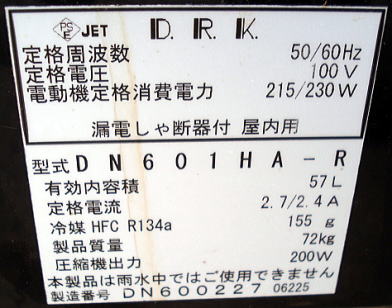 PSE JET D.R.K.
定格周波数 50/60Hz
定格電圧 100V
電動機定格消費電力 215/230W
漏電しゃ断器付 屋内用
型式 DN601HA-R
有効内容積 57L
定格電流 2.7/2.4A
冷媒 HFC R134a 155g
製品質量 72kg
圧縮機出力 200W
本製品は雨水中ではご使用できません
製造番号 DN600227 06225